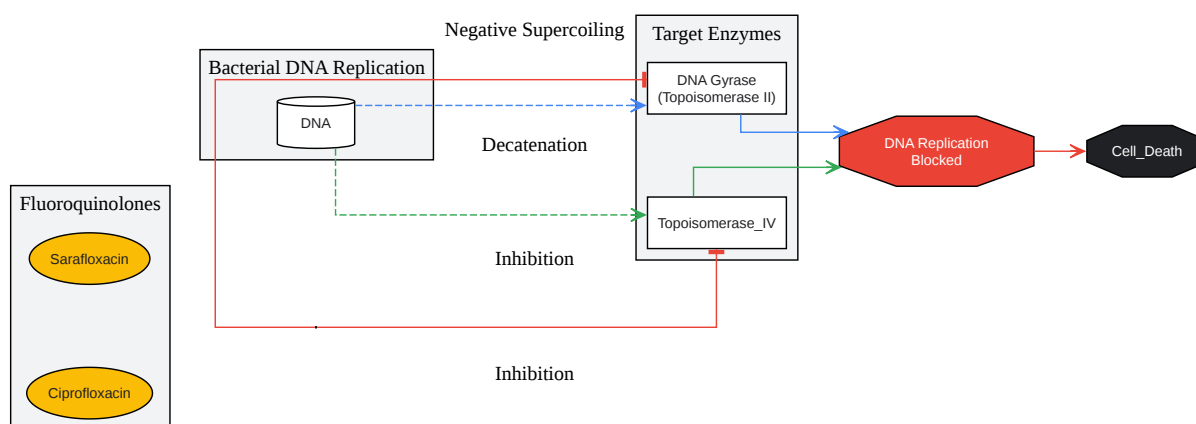 Negative Supercoiling
Target Enzymes
Bacterial DNA Replication
DNA Gyrase
(Topoisomerase II)
DNA
Decatenation
DNA Replication
Blocked
Cell_Death
Fluoroquinolones
Topoisomerase_IV
Sarafloxacin
Inhibition
Inhibition
Ciprofloxacin